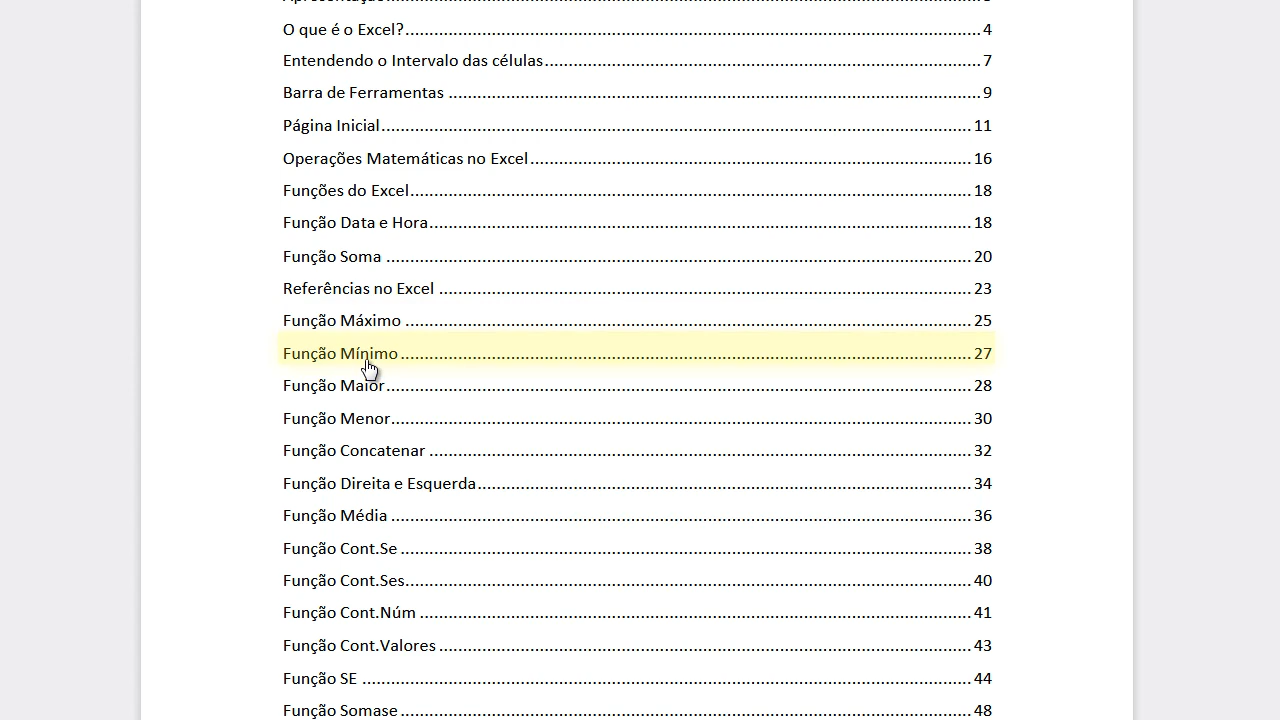 O que é o Excel?........................................................................................................................4
Entendendo o Intervalo das células...........................................................................................7
Barra de Ferramentas ...............................................................................................................9
Página Inicial...........................................................................................................................11
Operações Matemáticas no Excel............................................................................................16
Funções do Excel.....................................................................................................................18
Função Data e Hora.................................................................................................................18
Função Soma ..........................................................................................................................20
Referências no Excel ...............................................................................................................23
Função Máximo ......................................................................................................................25
Função Mínimo.......................................................................................................................27
Função Maior..........................................................................................................................28
Função Menor.........................................................................................................................30
Função Concatenar .................................................................................................................32
Função Direita e Esquerda.......................................................................................................34
Função Média .........................................................................................................................36
Função Cont.Se .......................................................................................................................38
Função Cont.Ses......................................................................................................................40
Função Cont.Núm ...................................................................................................................41
Função Cont.Valores ...............................................................................................................43
Função SE ...............................................................................................................................44
Função Somase .......................................................................................................................48